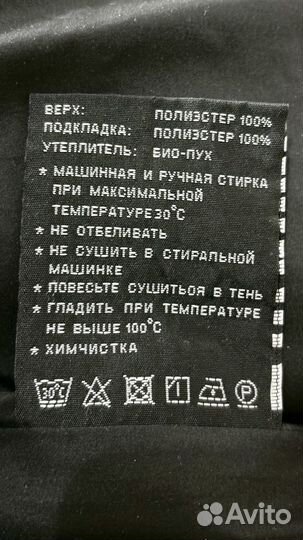 ВЕРХ: ПОЛИЭСТЕР 100%
ПОДКЛАДКА: ПОЛИЭСТЕР 100%
УТЕПЛИТЕЛЬ: БИО-ПУХ
* МАШИННАЯ И РУЧНАЯ СТИРКА
ПРИ МАКСИМАЛЬНОЙ
ТЕМПЕРАТУРЕ 30°C
* НЕ ОТБЕЛИВАТЬ
* НЕ СУШИТЬ В СТИРАЛЬНОЙ
МАШИНКЕ
* ПОВЕСЬТЕ СУШИТЬСЯ В ТЕНЬ
* ГЛАДИТЬ ПРИ ТЕМПЕРАТУРЕ
НЕ ВЫШЕ 100°C
* ХИМЧИСТКА
30°C P
Avito